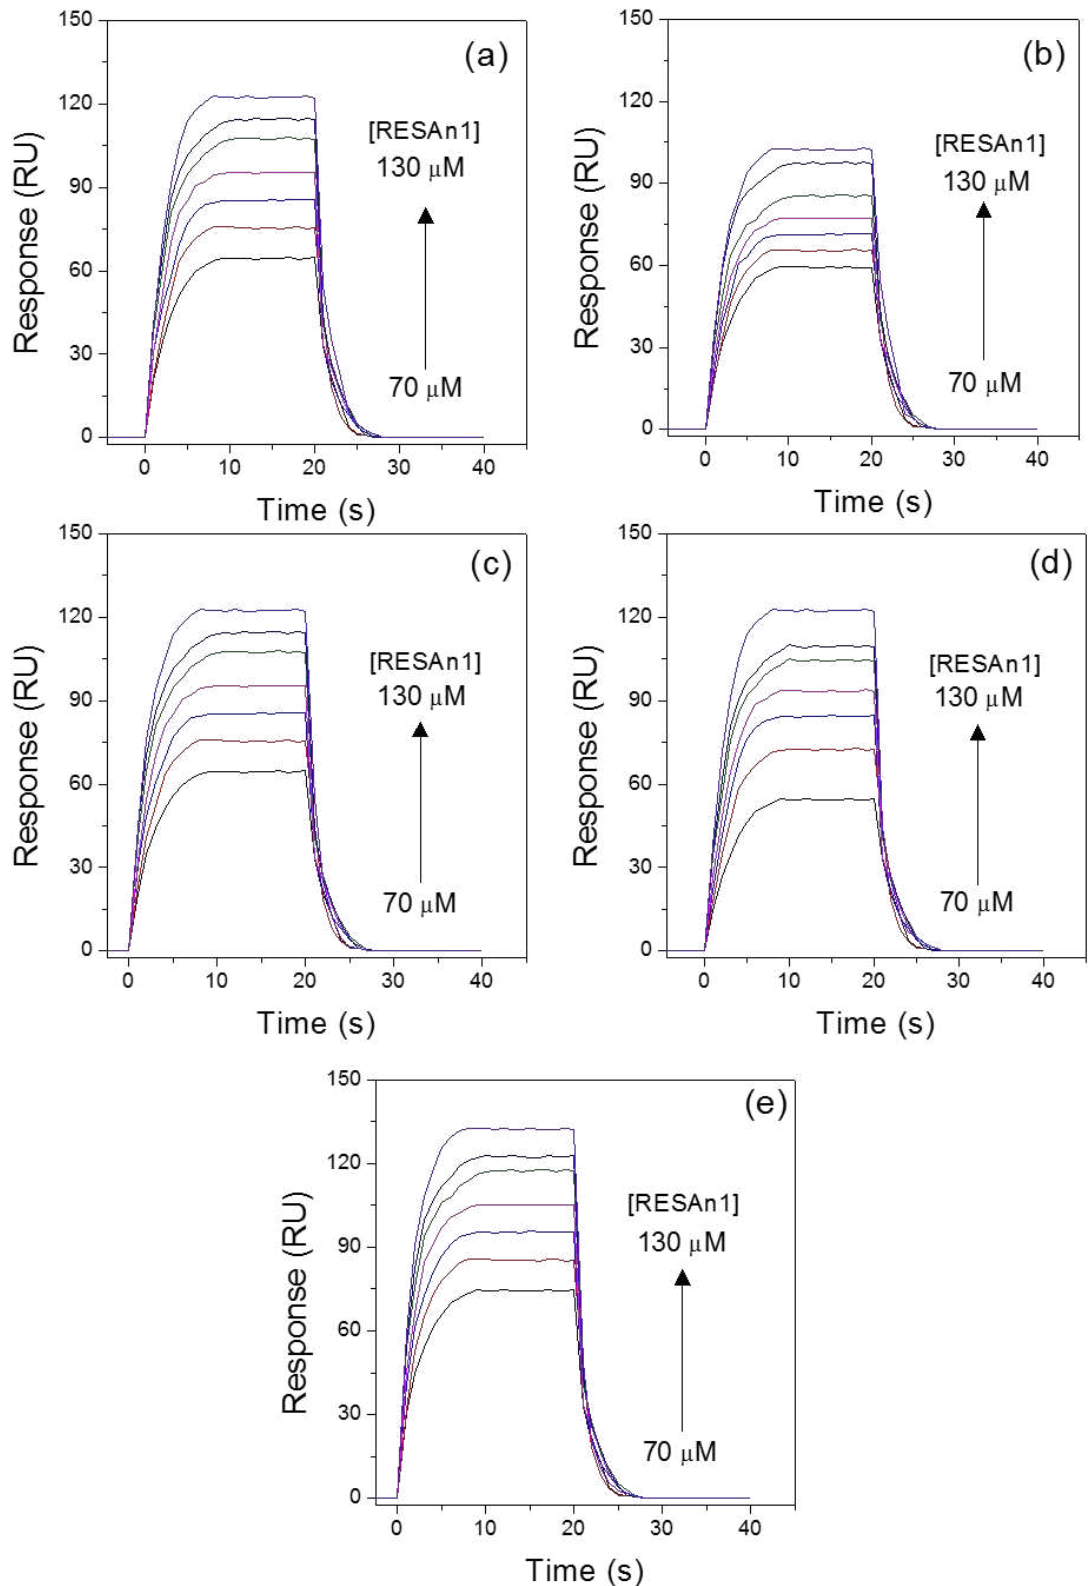 150
120
90
60
30
0
Response (RU)
(a)
[RESAn1]
130 μM
70 μM
0 10 20 30 40
Time (s)
150
120
90
60
30
0
Response (RU)
(b)
[RESAn1]
130 μM
70 μM
0 10 20 30 40
Time (s)
150
120
90
60
30
0
Response (RU)
(c)
[RESAn1]
130 μM
70 μM
0 10 20 30 40
Time (s)
150
120
90
60
30
0
Response (RU)
(d)
[RESAn1]
130 μM
70 μM
0 10 20 30 40
Time (s)
150
120
90
60
30
0
Response (RU)
(e)
[RESAn1]
130 μM
70 μM
0 10 20 30 40
Time (s)